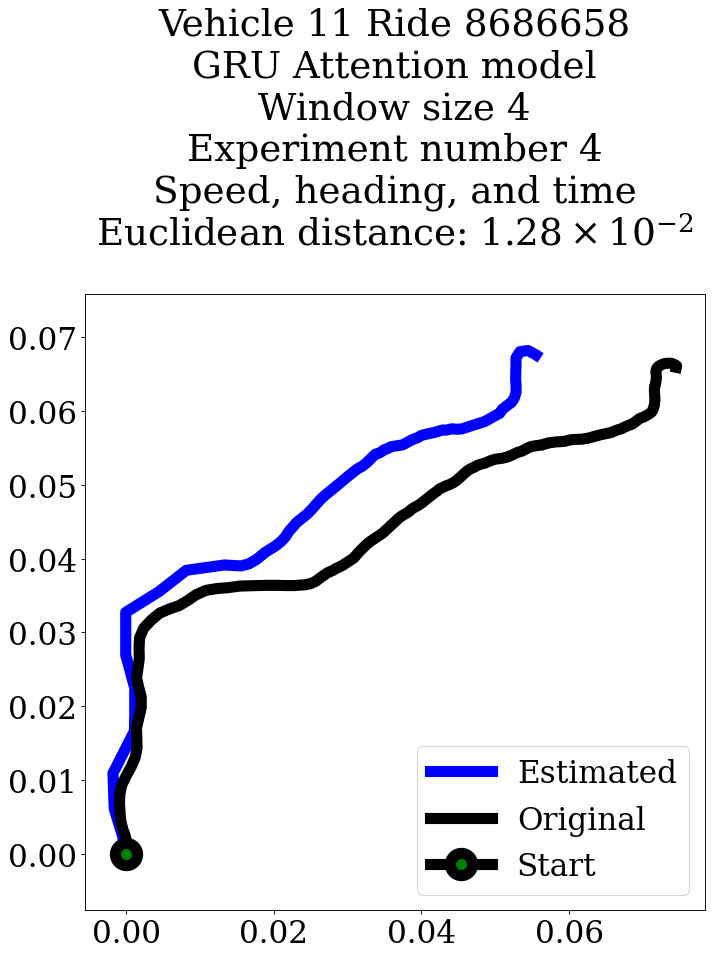 Vehicle 11 Ride 8686658
GRU Attention model
Window size 4
Experiment number 4
Speed, heading, and time
Euclidean distance: 1.28 × 10⁻²
0.07
0.06
0.05
0.04
0.03
0.02
0.01
0.00
Estimated
Original
Start
0.00 0.02 0.04 0.06